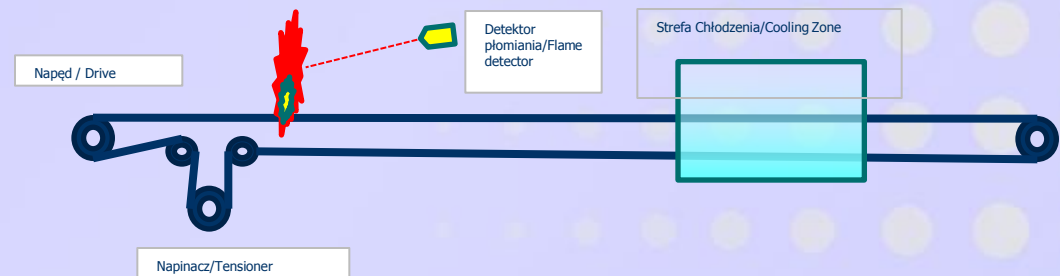 Detektor
płomiania/Flame
detector
Strefa Chłodzenia/Cooling Zone
Napęd / Drive
Napinacz/Tensioner